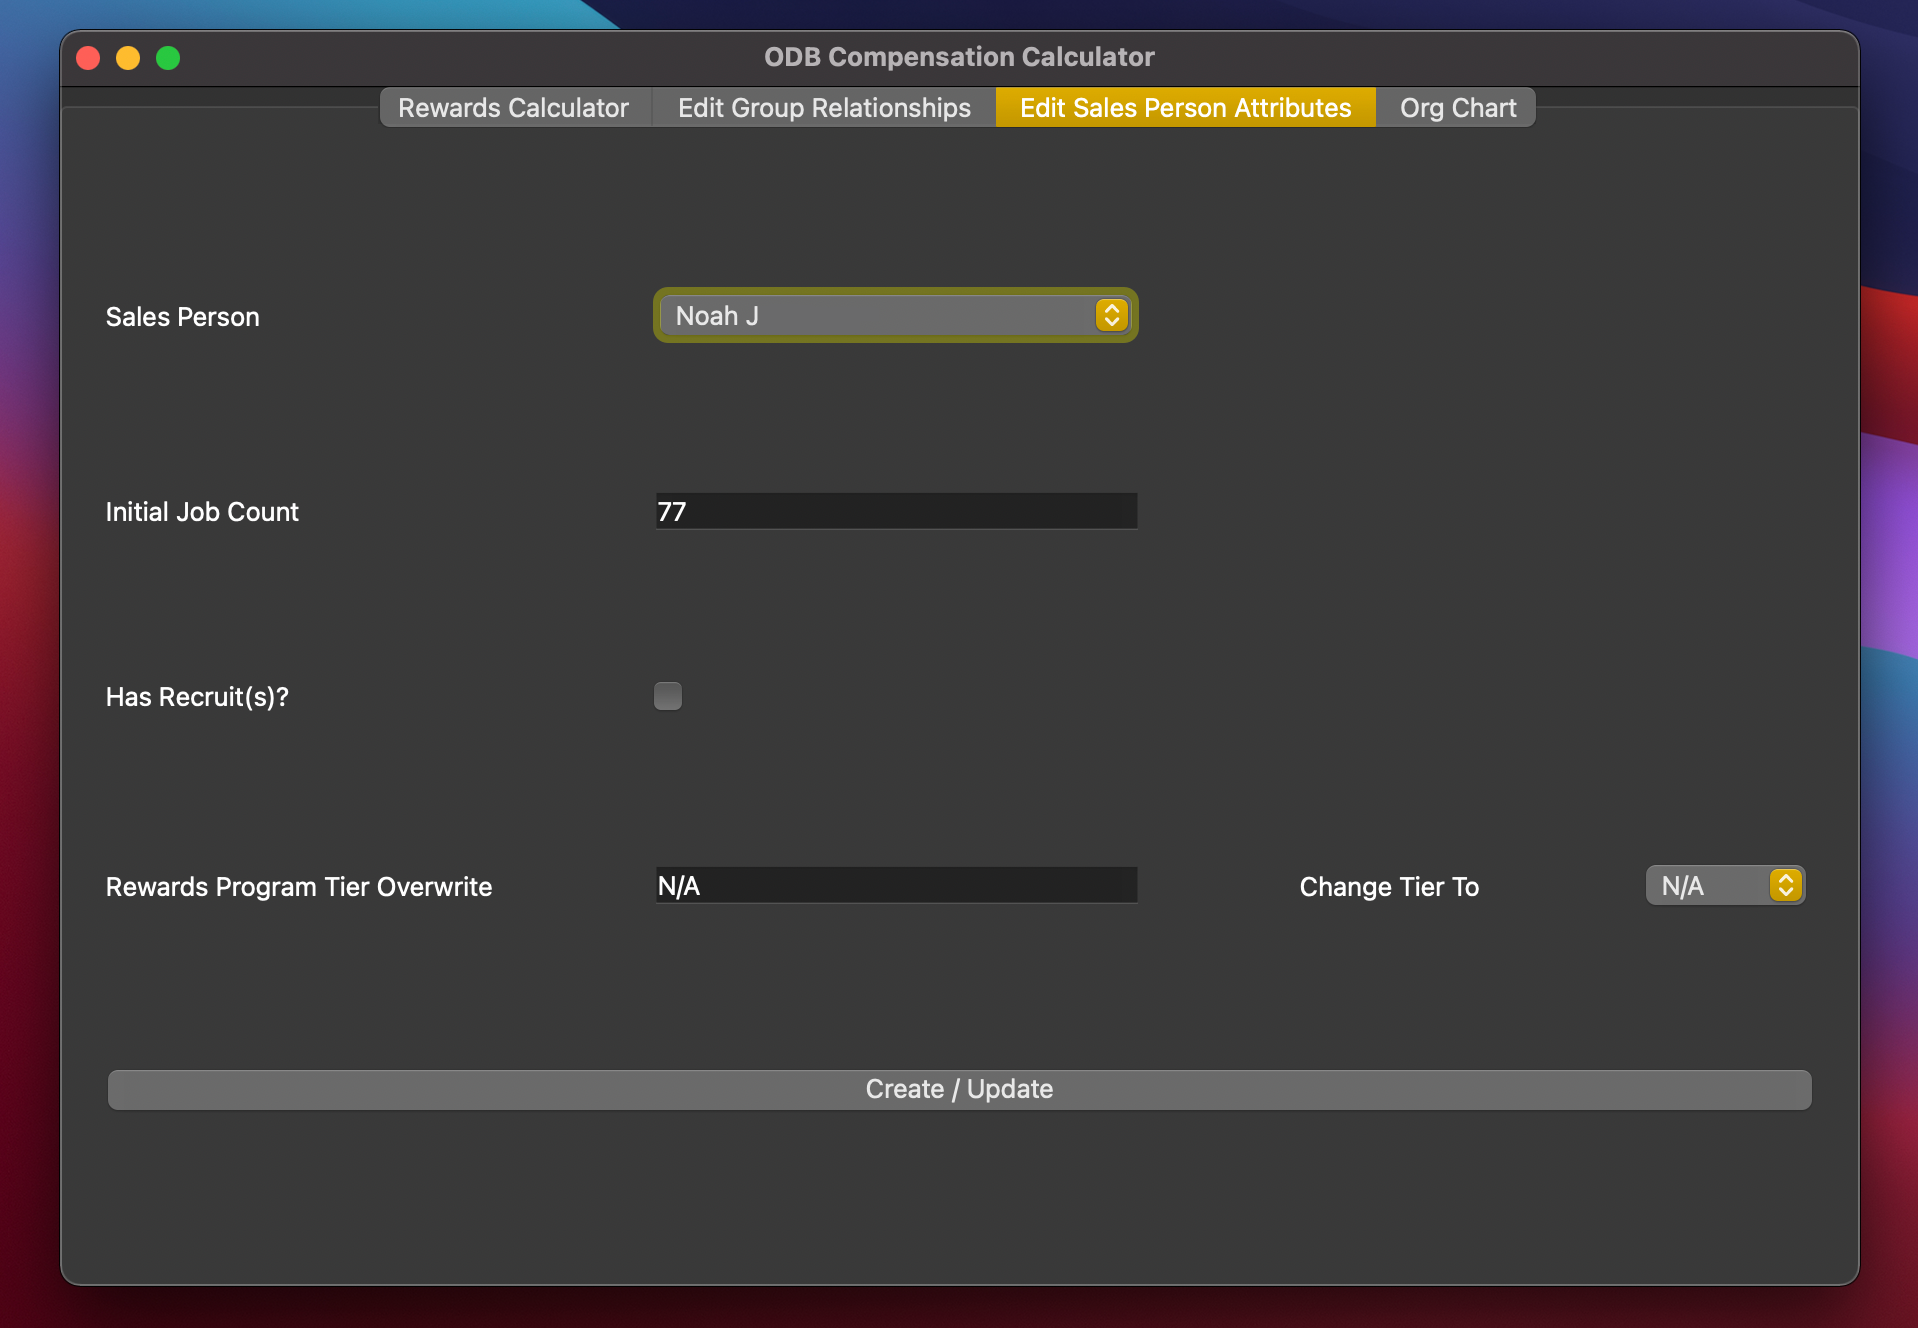 ODB Compensation Calculator
Rewards Calculator Edit Group Relationships Edit Sales Person Attributes Org Chart
Sales Person Noah J
Initial Job Count 77
Has Recruit(s)?
Rewards Program Tier Overwrite N/A Change Tier To N/A
Create / Update